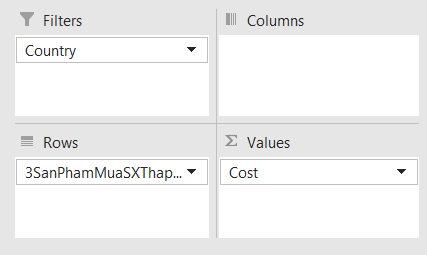 Filters
Columns
Country
Rows
Values
3SanPhamMuaSXThap...
Cost